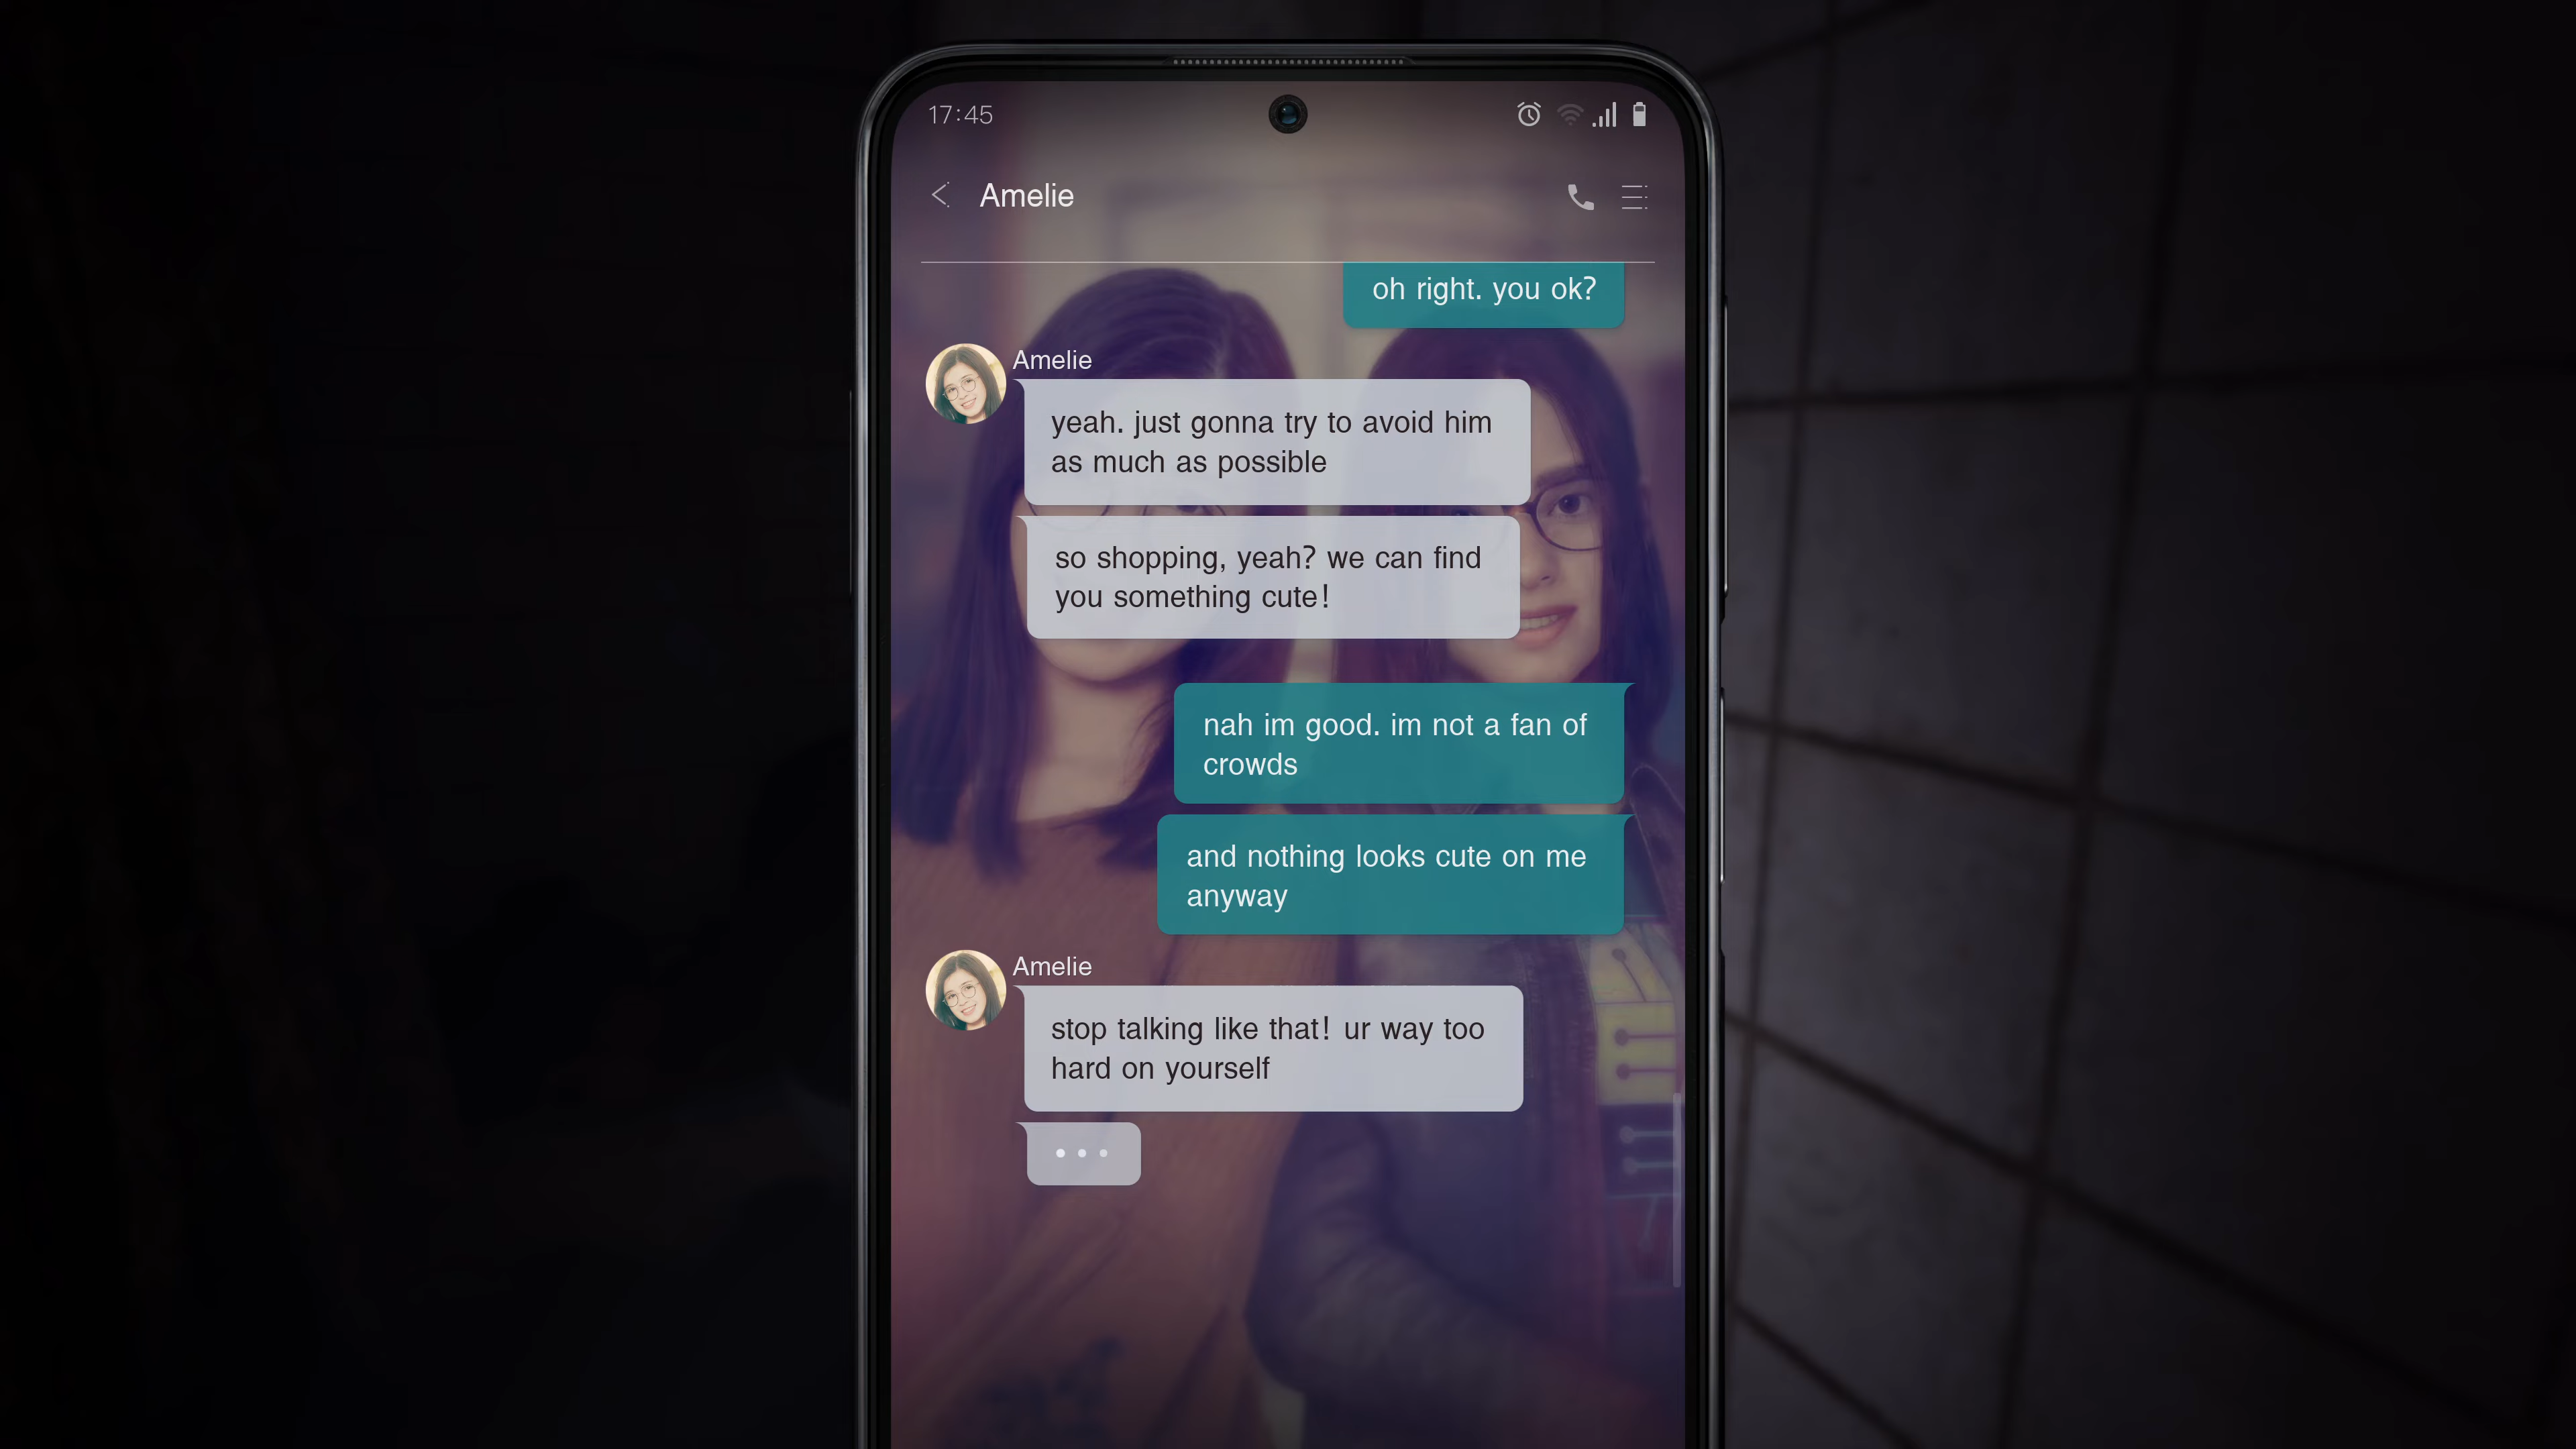 17:45
Amelie
oh right. you ok?
Amelie
yeah. just gonna try to avoid him
as much as possible
so shopping, yeah? we can find
you something cute!
nah im good. im not a fan of
crowds
and nothing looks cute on me
anyway
Amelie
stop talking like that! ur way too
hard on yourself